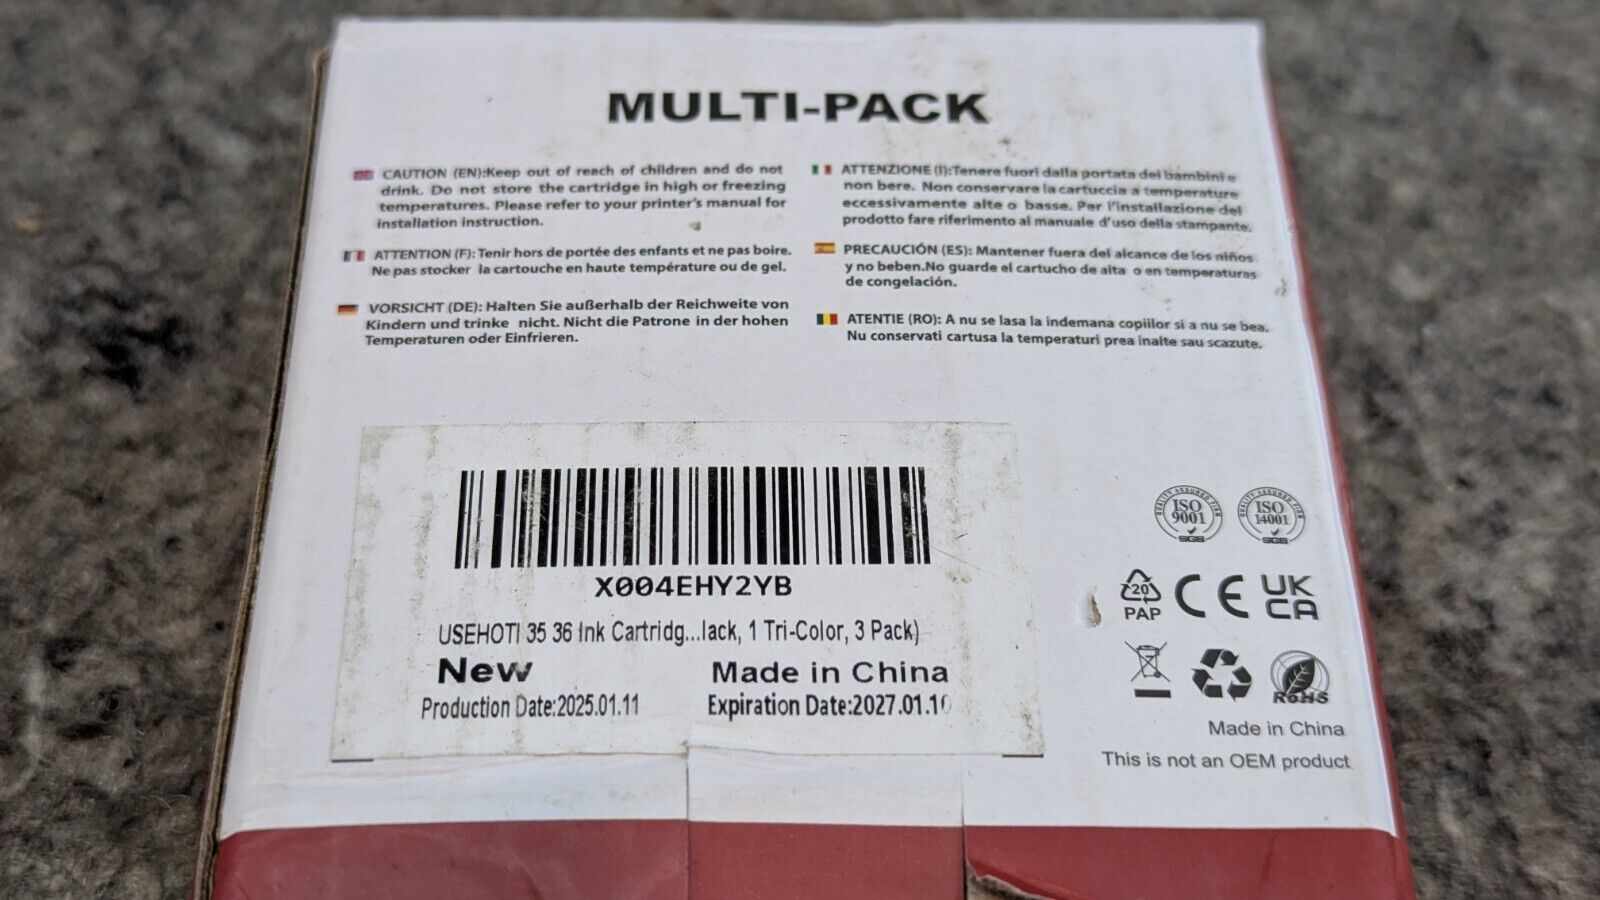 MULTI-PACK
CAUTION (EN):Keep out of reach of children and do not
drink. Do not store the cartridge in high or freezing
temperatures. Please refer to your printer's manual for
installation instruction.
ATTENTION (F): Tenir hors de portée des enfants et ne pas boire.
Ne pas stocker la cartouche en haute température ou de gel.
VORSICHT (DE): Halten Sie außerhalb der Reichweite von
Kindern und trinke nicht. Nicht die Patrone in der hohen
Temperaturen oder Einfrieren.
ATTENZIONE (I):Tenere fuori dalla portata dei bambini e
non bere. Non conservare la cartuccia a temperature
eccessivamente alte o basse. Per l'installazione del
prodotto fare riferimento al manuale d'uso della stampante.
PRECAUCIÓN (ES): Mantener fuera del alcance de los niños
y no beben.No guarde el cartucho de alta o en temperaturas
de congelación.
ATENTIE (RO): A nu se lasa la indemana copiilor si a nu se bea.
Nu conservati cartusa la temperaturi prea inalte sau scazute.
X004EHY2YB
USEHOTI 35 36 Ink Cartridg...lack, 1 Tri-Color, 3 Pack)
New Made in China
Production Date:2025.01.11 Expiration Date:2027.01.10
QUALITY ASSURED FIRM
ISO
9001
SGS
QUALITY ASSURED FIRM
ISO
14001
SGS
20
PAP
CE
UK
CA
RoHS
Made in China
This is not an OEM product